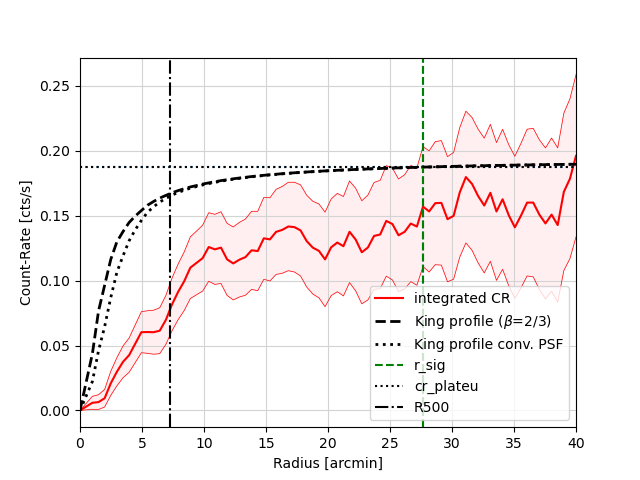 0.25
0.20
0.15
0.10
0.05
0.00
Count-Rate [cts/s]
integrated CR
King profile (β=2/3)
King profile conv. PSF
r_sig
cr_plateu
R500
0 5 10 15 20 25 30 35 40
Radius [arcmin]